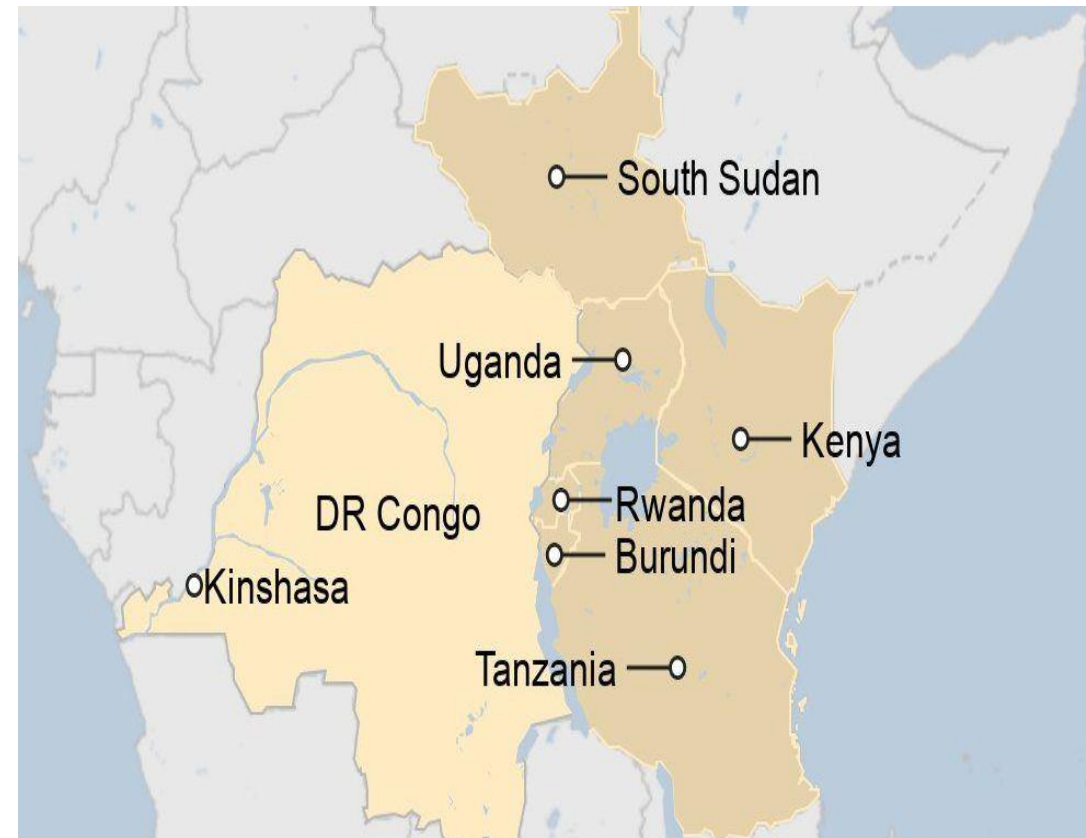 South Sudan
Uganda
Kenya
Rwanda
DR Congo
Burundi
Kinshasa
Tanzania